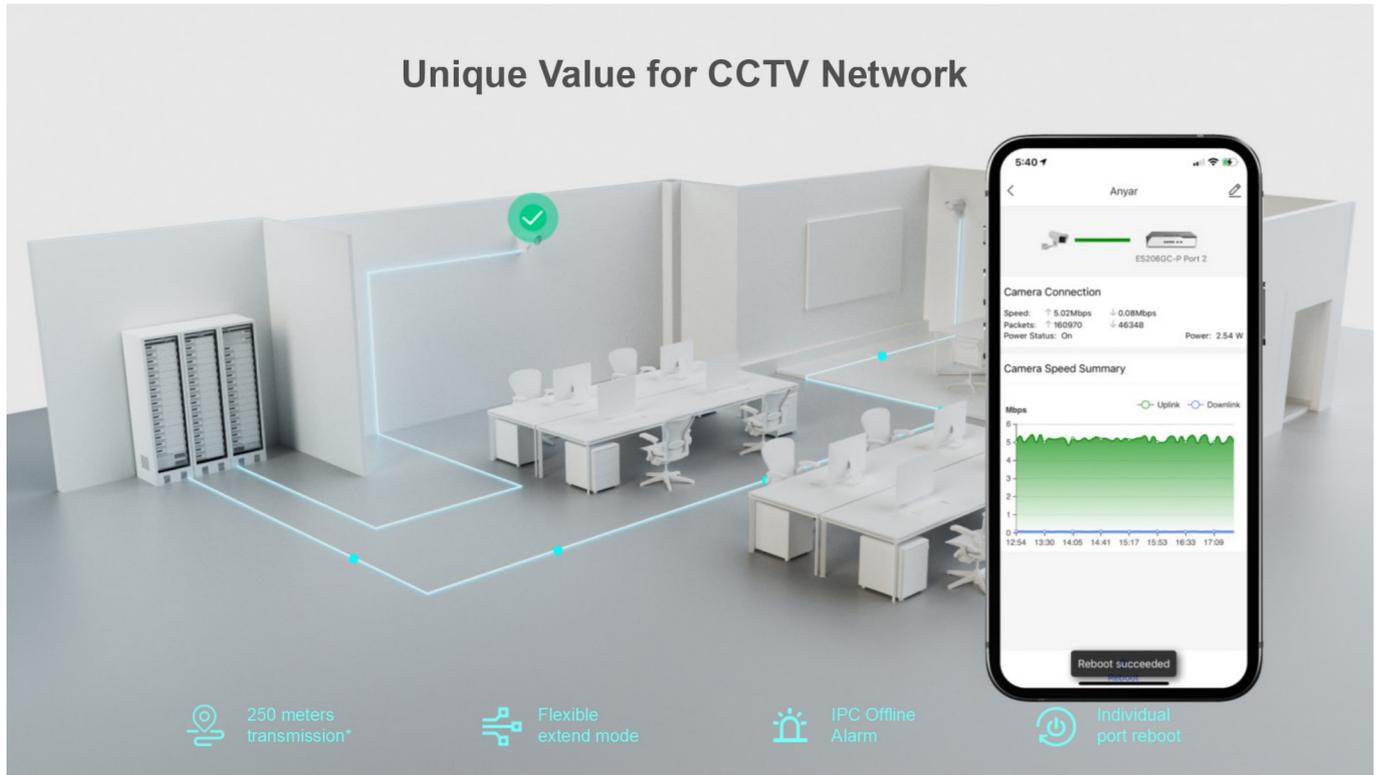 Unique Value for CCTV Network
5:40
Anyar
ES206GC-P Port 2
Camera Connection
Speed: ↑ 5.02Mbps ↓ 0.08Mbps
Packets: ↑ 160970 ↓ 46348
Power Status: On Power: 2.54 W
Camera Speed Summary
Mbps Uplink Downlink
6
5
4
3
2
1
0
12:54 13:30 14:05 14:41 15:17 15:53 16:33 17:09
Reboot succeeded
Reboot
250 meters
transmission*
Flexible
extend mode
IPC Offline
Alarm
Individual
port reboot